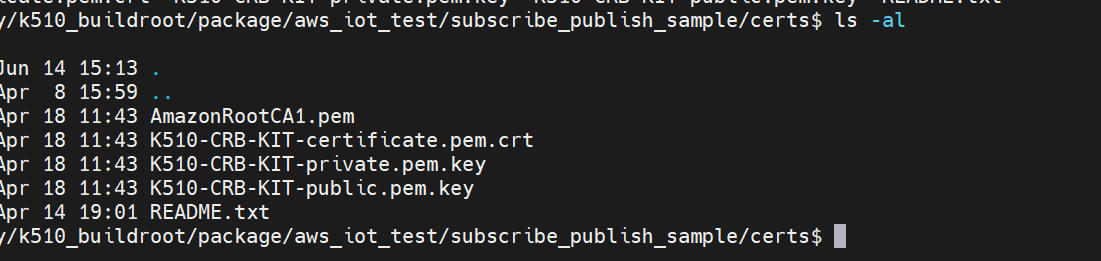 y/k510_buildroot/package/aws_iot_test/subscribe_publish_sample/certs$ ls -al
Jun 14 15:13 .
Apr  8 15:59 ..
Apr 18 11:43 AmazonRootCA1.pem
Apr 18 11:43 K510-CRB-KIT-certificate.pem.crt
Apr 18 11:43 K510-CRB-KIT-private.pem.key
Apr 18 11:43 K510-CRB-KIT-public.pem.key
Apr 14 19:01 README.txt
y/k510_buildroot/package/aws_iot_test/subscribe_publish_sample/certs$